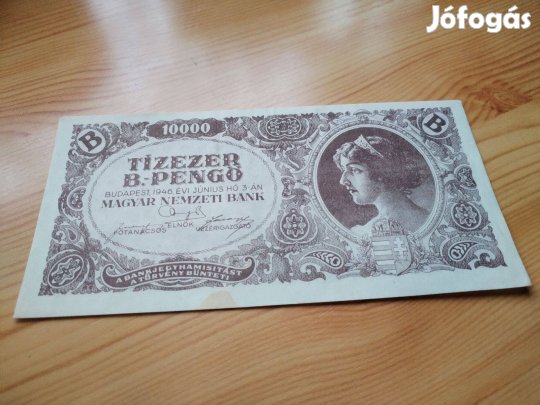 Jófogás
B
10000
B
TÍZEZER
B.-PENGŐ
BUDAPEST, 1946. ÉVI JÚNIUS HÓ 3-ÁN
MAGYAR NEMZETI BANK
FŐTANÁCSOS ELNÖK VEZÉRIGAZGATÓ
A BANKJEGYHAMISÍTÁST
A TÖRVÉNY BÜNTETI